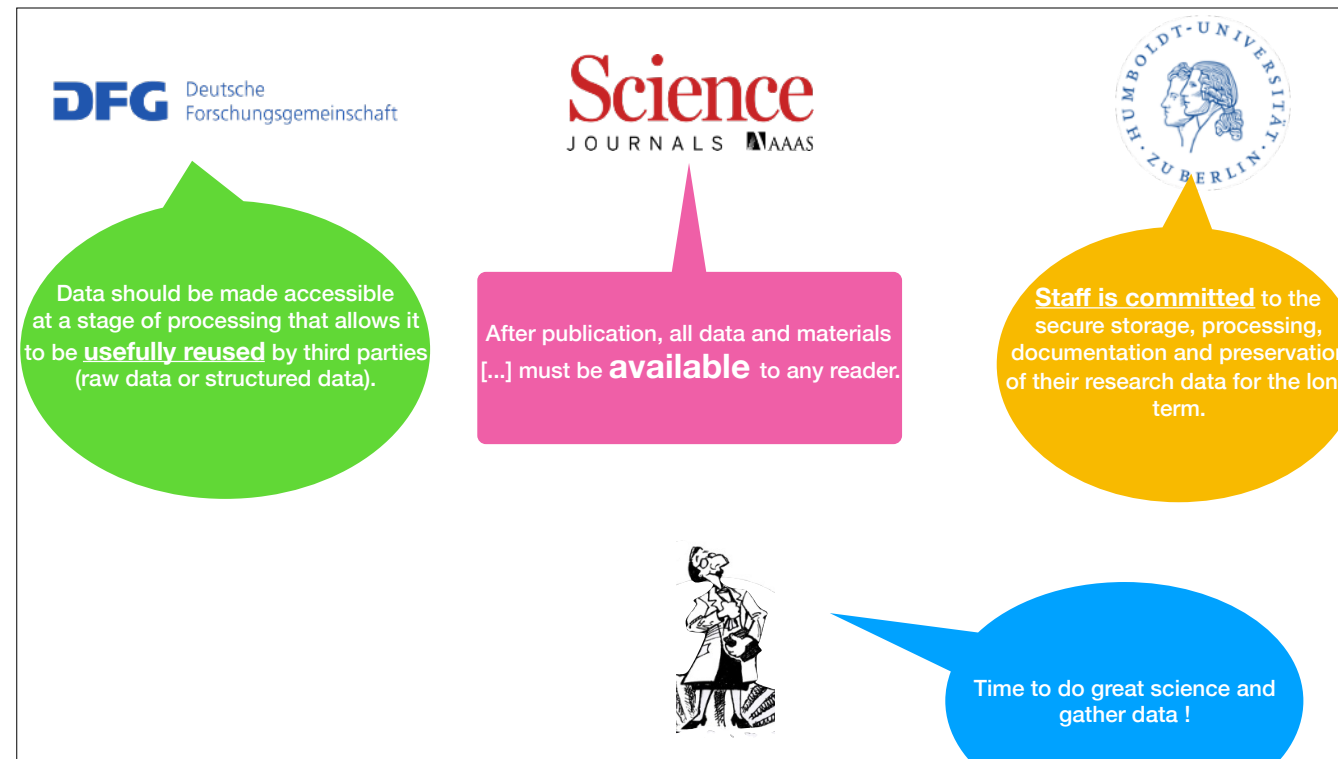 DFG Deutsche
Forschungsgemeinschaft
Science
JOURNALS AAAS
HUMBOLDT-UNIVERSITÄT · ZU BERLIN ·
Data should be made accessible
at a stage of processing that allows it
to be usefully reused by third parties
(raw data or structured data).
After publication, all data and materials
[...] must be available to any reader.
Staff is committed to the
secure storage, processing,
documentation and preservation
of their research data for the lon
term.
Time to do great science and
gather data !